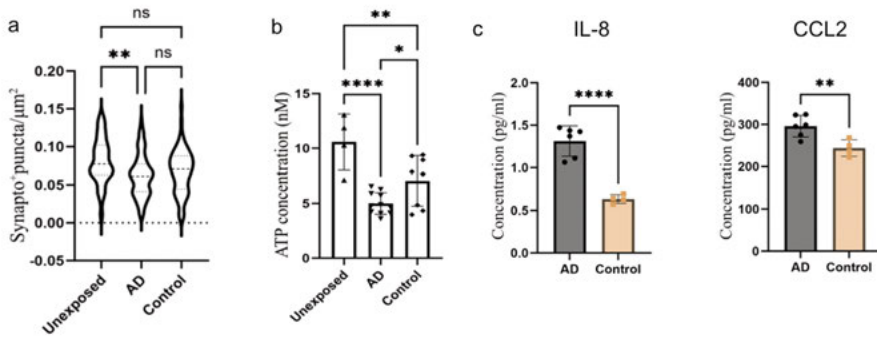 a
ns
**
ns
Synapto⁺puncta/μm²
0.20
0.15
0.10
0.05
0.00
-0.05
Unexposed
AD
Control
b
**
*
****
ATP concentration (nM)
15
10
5
0
Unexposed
AD
Control
c
IL-8
****
Concentration (pg/ml)
2.0
1.5
1.0
0.5
0.0
AD
Control
CCL2
**
Concentration (pg/ml)
400
300
200
100
0
AD
Control